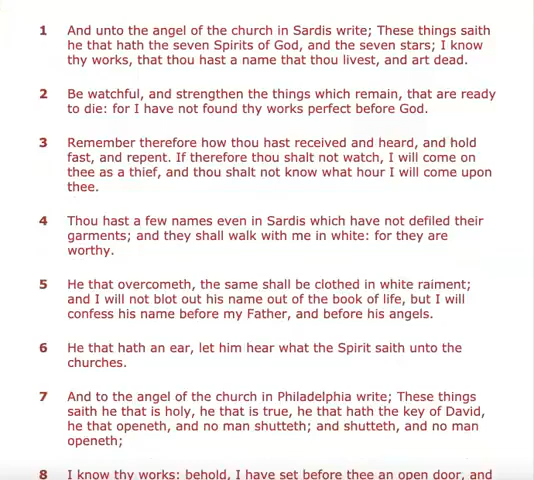 1 And unto the angel of the church in Sardis write; These things saith
he that hath the seven Spirits of God, and the seven stars; I know
thy works, that thou hast a name that thou livest, and art dead.
2 Be watchful, and strengthen the things which remain, that are ready
to die: for I have not found thy works perfect before God.
3 Remember therefore how thou hast received and heard, and hold
fast, and repent. If therefore thou shalt not watch, I will come on
thee as a thief, and thou shalt not know what hour I will come upon
thee.
4 Thou hast a few names even in Sardis which have not defiled their
garments; and they shall walk with me in white: for they are
worthy.
5 He that overcometh, the same shall be clothed in white raiment;
and I will not blot out his name out of the book of life, but I will
confess his name before my Father, and before his angels.
6 He that hath an ear, let him hear what the Spirit saith unto the
churches.
7 And to the angel of the church in Philadelphia write; These things
saith he that is holy, he that is true, he that hath the key of David,
he that openeth, and no man shutteth; and shutteth, and no man
openeth;
8 I know thy works: behold, I have set before thee an open door, and